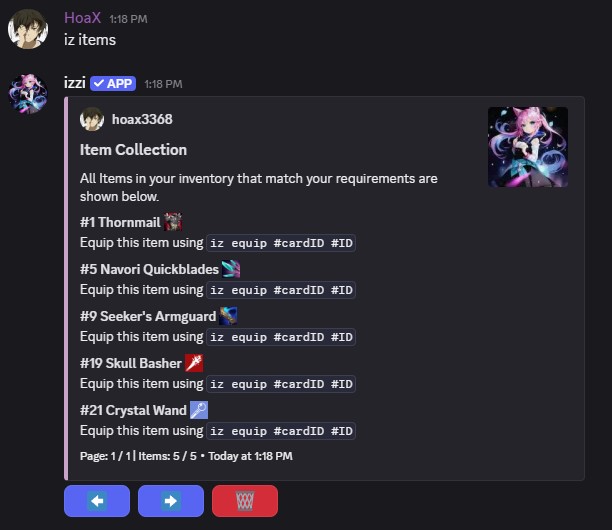 HoaX 1:18 PM
iz items
izzi ✓ APP 1:18 PM
hoax3368
Item Collection
All Items in your inventory that match your requirements are
shown below.
#1 Thornmail
Equip this item using iz equip #cardID #ID
#5 Navori Quickblades
Equip this item using iz equip #cardID #ID
#9 Seeker's Armguard
Equip this item using iz equip #cardID #ID
#19 Skull Basher
Equip this item using iz equip #cardID #ID
#21 Crystal Wand
Equip this item using iz equip #cardID #ID
Page: 1 / 1 | Items: 5 / 5 • Today at 1:18 PM